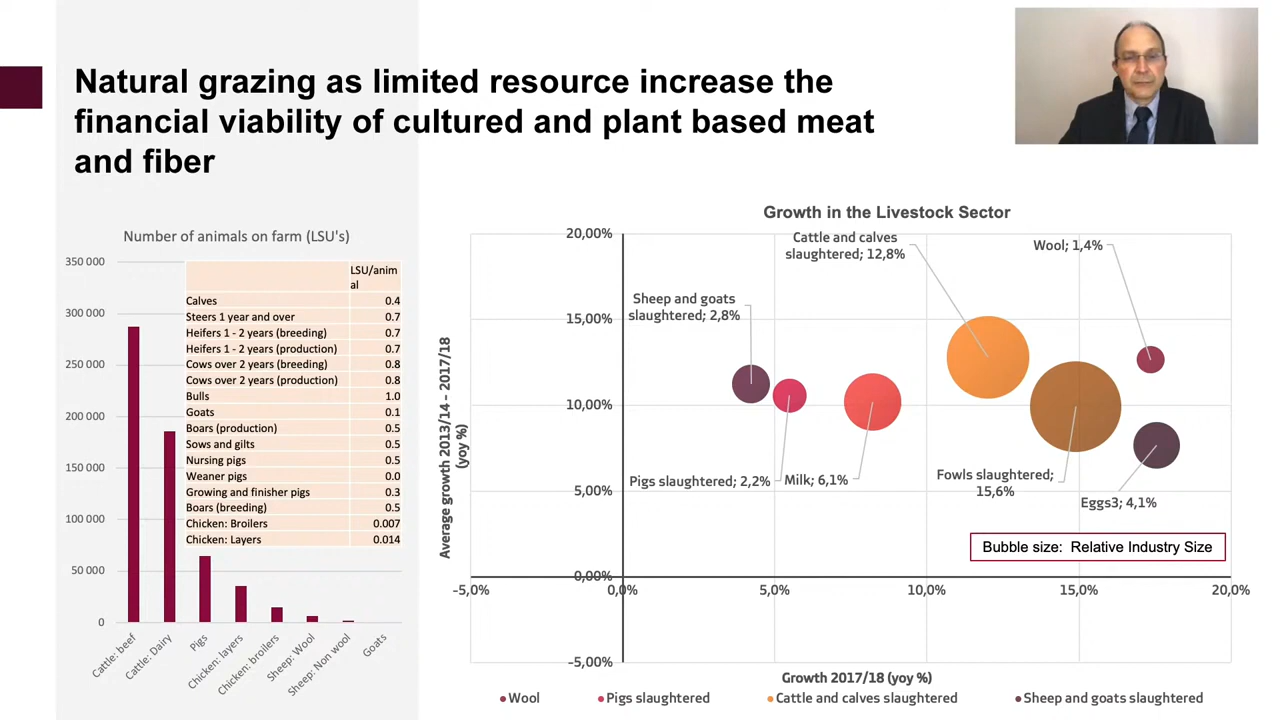 Natural grazing as limited resource increase the
financial viability of cultured and plant based meat
and fiber
Number of animals on farm (LSU's)
350 000
300 000
250 000
200 000
150 000
100 000
50 000
0
Cattle: beef
Cattle: Dairy
Pigs
Chicken: layers
Chicken: broilers
Sheep: Wool
Sheep: Non wool
Goats
LSU/anim
al
Calves 0.4
Steers 1 year and over 0.7
Heifers 1 - 2 years (breeding) 0.7
Heifers 1 - 2 years (production) 0.7
Cows over 2 years (breeding) 0.8
Cows over 2 years (production) 0.8
Bulls 1.0
Goats 0.1
Boars (production) 0.5
Sows and gilts 0.5
Nursing pigs 0.5
Weaner pigs 0.0
Growing and finisher pigs 0.3
Boars (breeding) 0.5
Chicken: Broilers 0.007
Chicken: Layers 0.014
Growth in the Livestock Sector
20,00%
15,00%
10,00%
5,00%
0,00%
-5,00%
Average growth 2013/14 - 2017/18
(yoy %)
Cattle and calves
slaughtered; 12,8%
Wool; 1,4%
Sheep and goats
slaughtered; 2,8%
Pigs slaughtered; 2,2%
Milk; 6,1%
Fowls slaughtered;
15,6%
Eggs3; 4,1%
Bubble size: Relative Industry Size
-5,0% 0,0% 5,0% 10,0% 15,0% 20,0%
Growth 2017/18 (yoy %)
Wool Pigs slaughtered Cattle and calves slaughtered Sheep and goats slaughtered